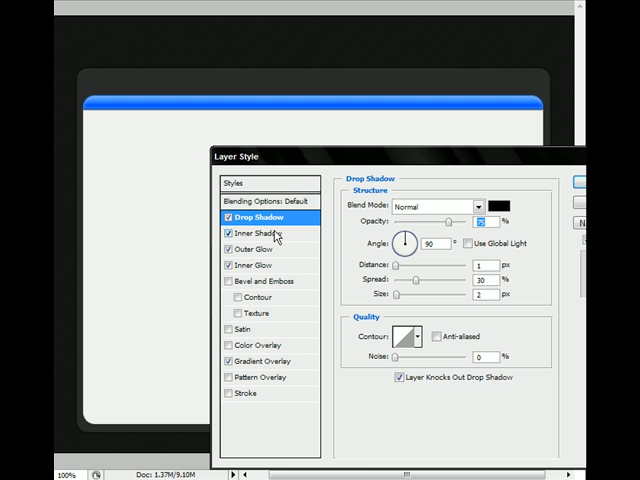 Layer Style
Styles
Blending Options: Default
Drop Shadow
Inner Shadow
Outer Glow
Inner Glow
Bevel and Emboss
Contour
Texture
Satin
Color Overlay
Gradient Overlay
Pattern Overlay
Stroke
Drop Shadow
Structure
Blend Mode: Normal
Opacity: 75 %
Angle: 90 ° Use Global Light
Distance: 1 px
Spread: 30 %
Size: 2 px
Quality
Contour: Anti-aliased
Noise: 0 %
Layer Knocks Out Drop Shadow
N
100% Doc: 1.37M/9.10M